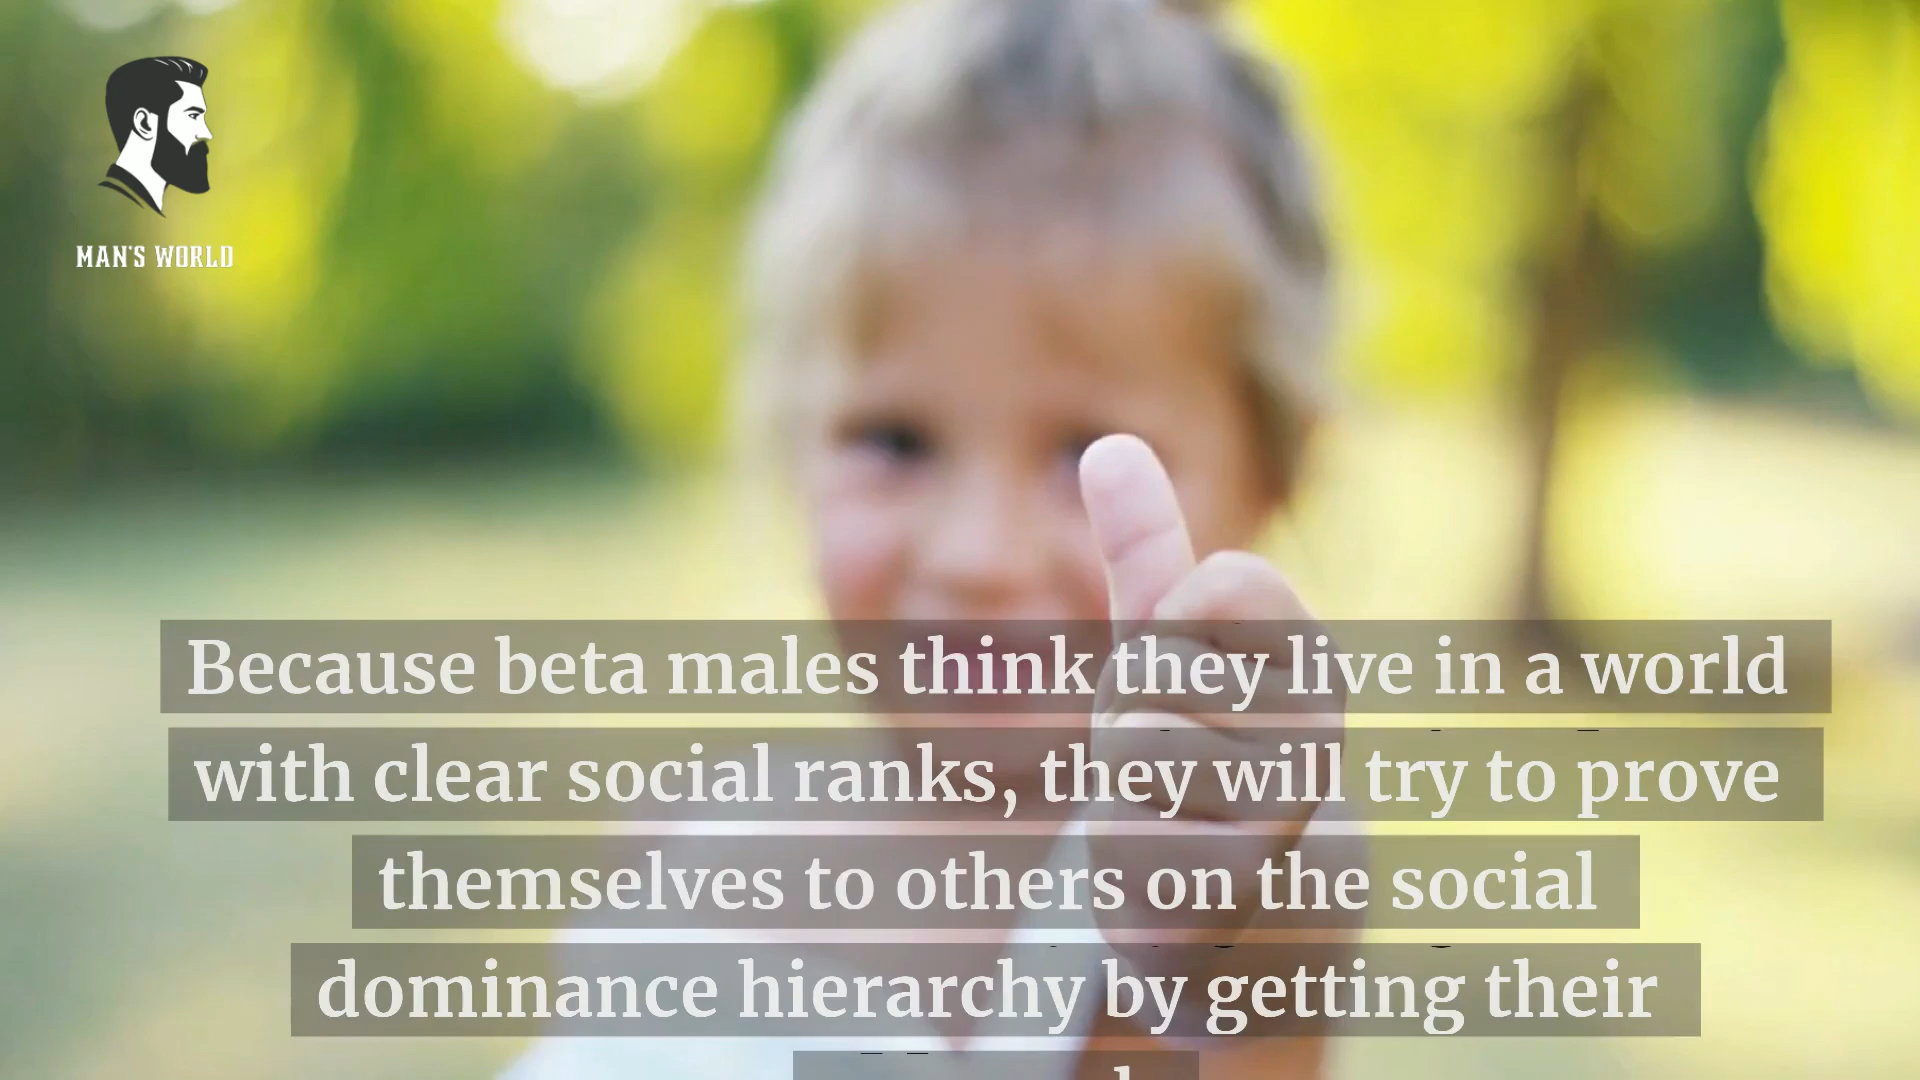 MAN'S WORLD
Because beta males think they live in a world
with clear social ranks, they will try to prove
themselves to others on the social
dominance hierarchy by getting their